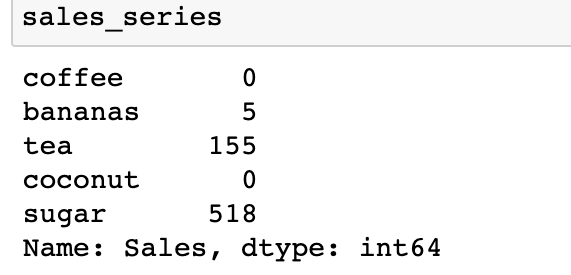 sales_series
coffee 0
bananas 5
tea 155
coconut 0
sugar 518
Name: Sales, dtype: int64